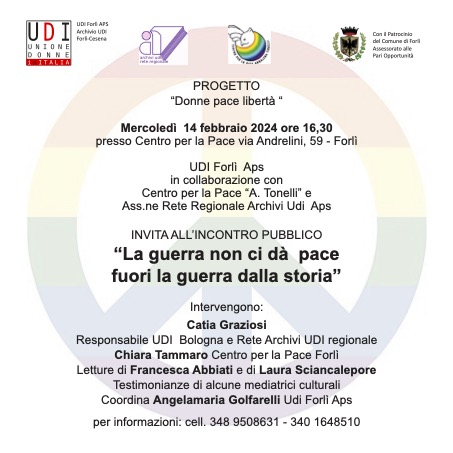 UDI
UNIONE
DONNE
L'ITALIA
UDI Forlì APS
Archivio UDI
Forlì-Cesena
archivi udi
rete regionale
Con il Patrocinio
del Comune di Forlì
Assessorato alle
Pari Opportunità
PROGETTO
“Donne pace libertà “
Mercoledì 14 febbraio 2024 ore 16,30
presso Centro per la Pace via Andrelini, 59 - Forlì
UDI Forlì Aps
in collaborazione con
Centro per la Pace “A. Tonelli” e
Ass.ne Rete Regionale Archivi Udi Aps
INVITA ALL'INCONTRO PUBBLICO
“La guerra non ci dà pace
fuori la guerra dalla storia”
Intervengono:
Catia Graziosi
Responsabile UDI Bologna e Rete Archivi UDI regionale
Chiara Tammaro Centro per la Pace Forlì
Letture di Francesca Abbiati e di Laura Sciancalepore
Testimonianze di alcune mediatrici culturali
Coordina Angelamaria Golfarelli Udi Forlì Aps
per informazioni: cell. 348 9508631 - 340 1648510